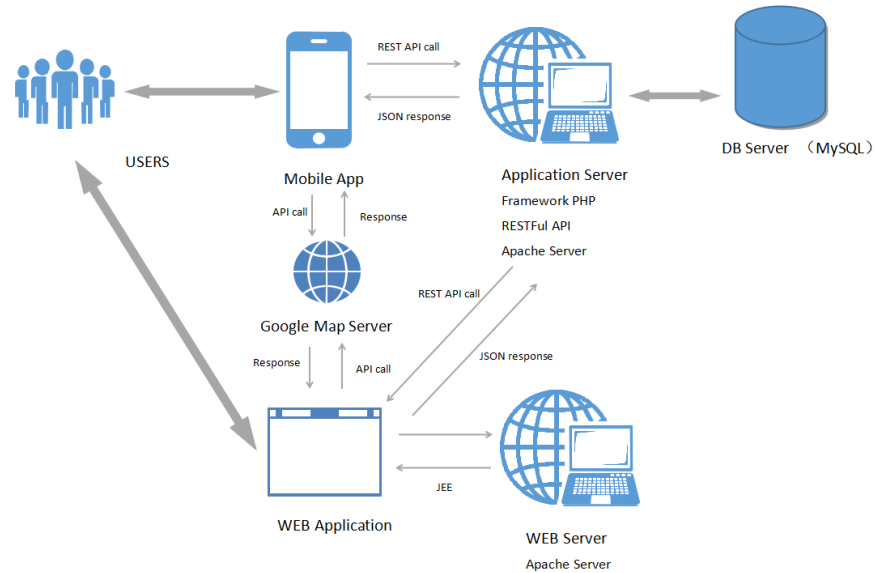 REST API call
JSON response
USERS
Mobile App
Application Server
Framework PHP
RESTFul API
Apache Server
DB Server （MySQL）
API call
Response
Google Map Server
REST API call
JSON response
Response
API call
JEE
WEB Application
WEB Server
Apache Server